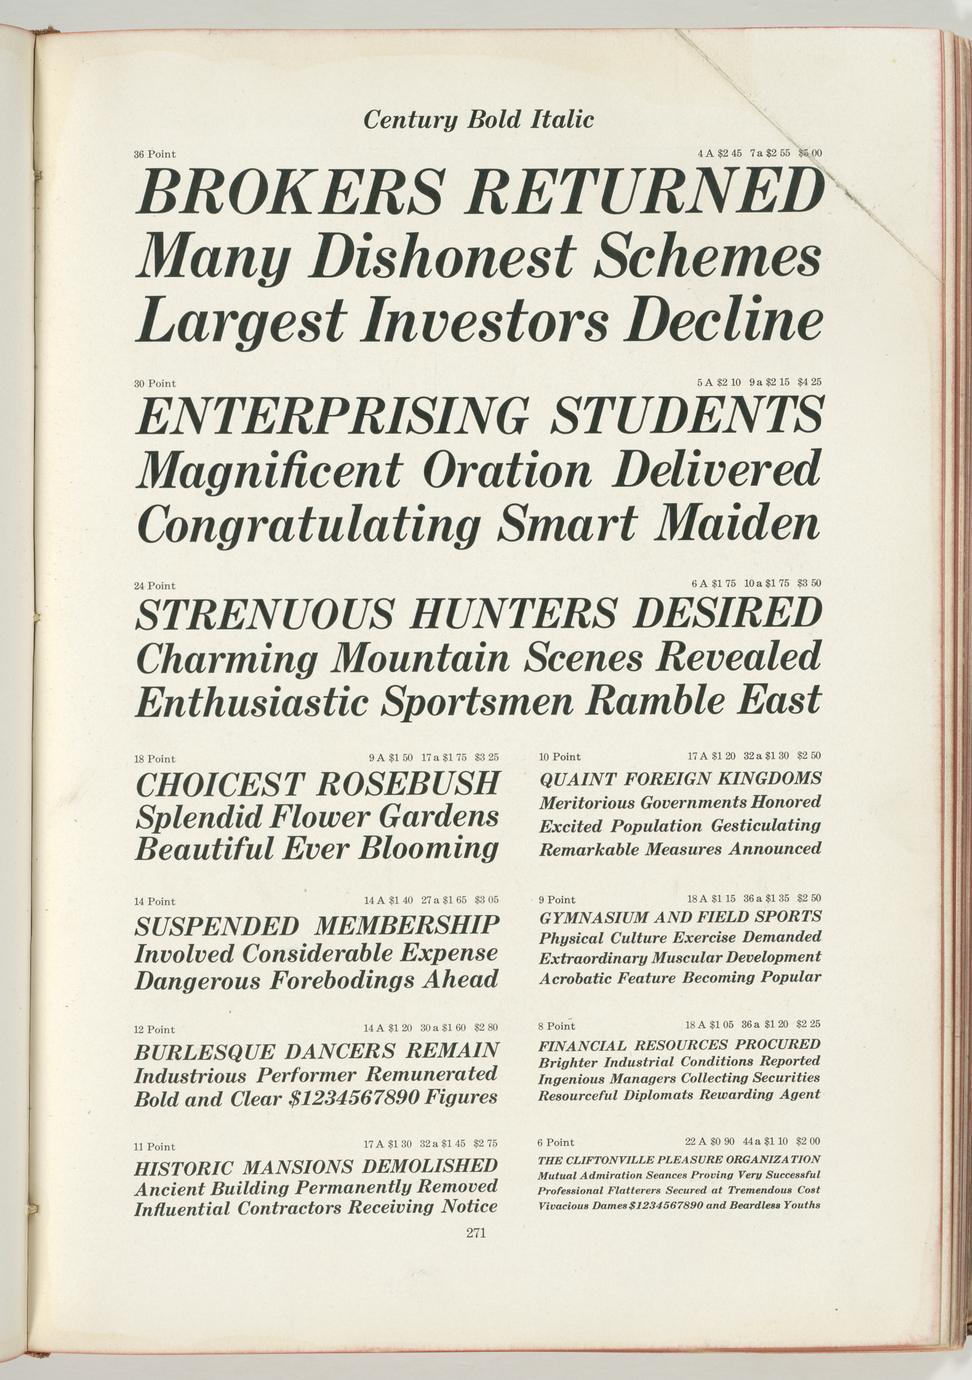 Century Bold Italic
36 Point 4 A $2 45 7 a $2 55 $5 00
BROKERS RETURNED
Many Dishonest Schemes
Largest Investors Decline
30 Point 5 A $2 10 9 a $2 15 $4 25
ENTERPRISING STUDENTS
Magnificent Oration Delivered
Congratulating Smart Maiden
24 Point 6 A $1 75 10 a $1 75 $3 50
STRENUOUS HUNTERS DESIRED
Charming Mountain Scenes Revealed
Enthusiastic Sportsmen Ramble East
18 Point 9 A $1 50 17 a $1 75 $3 25
CHOICEST ROSEBUSH
Splendid Flower Gardens
Beautiful Ever Blooming
14 Point 14 A $1 40 27 a $1 65 $3 05
SUSPENDED MEMBERSHIP
Involved Considerable Expense
Dangerous Forebodings Ahead
12 Point 14 A $1 20 30 a $1 60 $2 80
BURLESQUE DANCERS REMAIN
Industrious Performer Remunerated
Bold and Clear $1234567890 Figures
11 Point 17 A $1 30 32 a $1 45 $2 75
HISTORIC MANSIONS DEMOLISHED
Ancient Building Permanently Removed
Influential Contractors Receiving Notice
10 Point 17 A $1 20 32 a $1 30 $2 50
QUAINT FOREIGN KINGDOMS
Meritorious Governments Honored
Excited Population Gesticulating
Remarkable Measures Announced
9 Point 18 A $1 15 36 a $1 35 $2 50
GYMNASIUM AND FIELD SPORTS
Physical Culture Exercise Demanded
Extraordinary Muscular Development
Acrobatic Feature Becoming Popular
8 Point 18 A $1 05 36 a $1 20 $2 25
FINANCIAL RESOURCES PROCURED
Brighter Industrial Conditions Reported
Ingenious Managers Collecting Securities
Resourceful Diplomats Rewarding Agent
6 Point 22 A $0 90 44 a $1 10 $2 00
THE CLIFTONVILLE PLEASURE ORGANIZATION
Mutual Admiration Seances Proving Very Successful
Professional Flatterers Secured at Tremendous Cost
Vivacious Dames $1234567890 and Beardless Youths
271